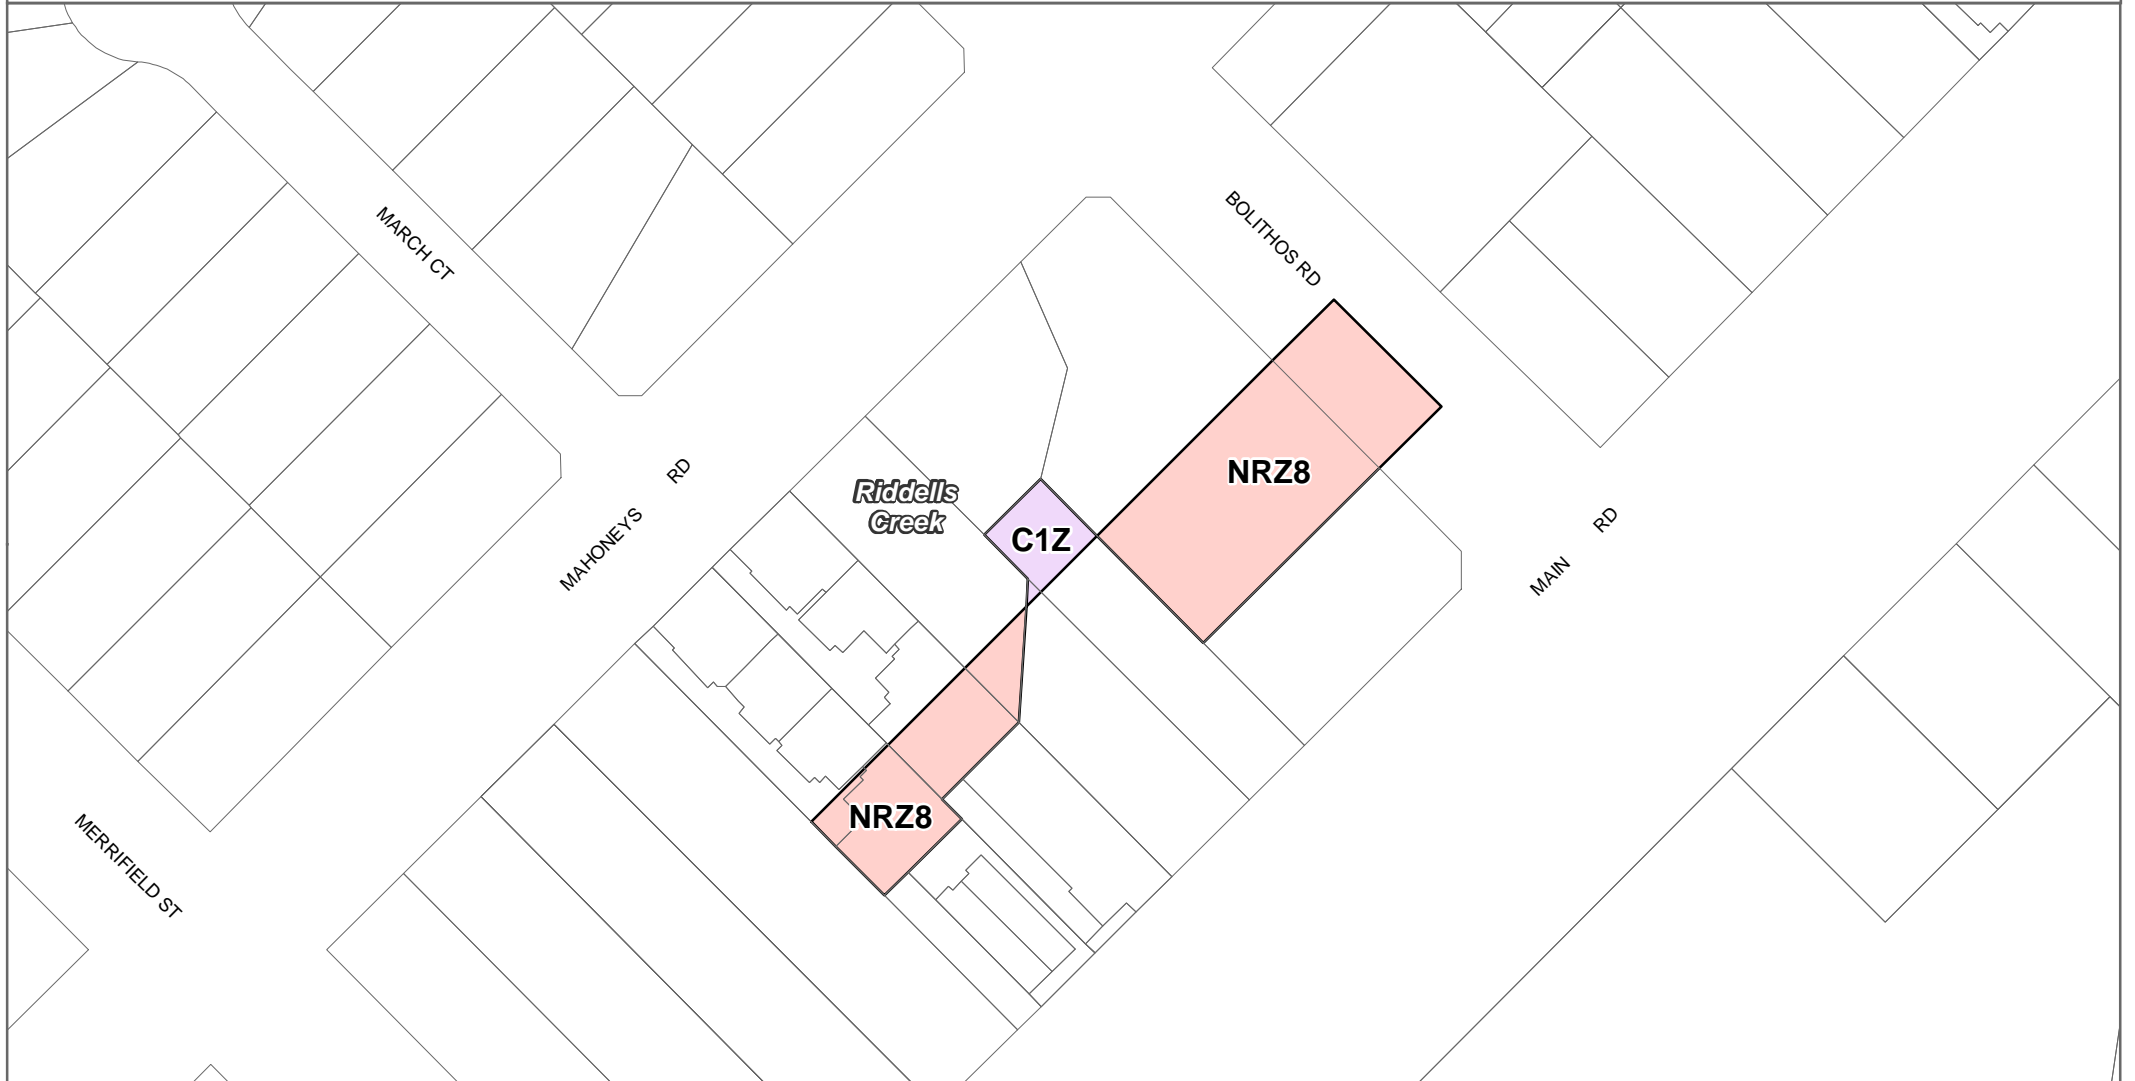 MARCH CT
BOLITHOS RD
MAHONEYS RD
Riddells
Creek
NRZ8
C1Z
MAIN RD
NRZ8
MERRIFIELD ST